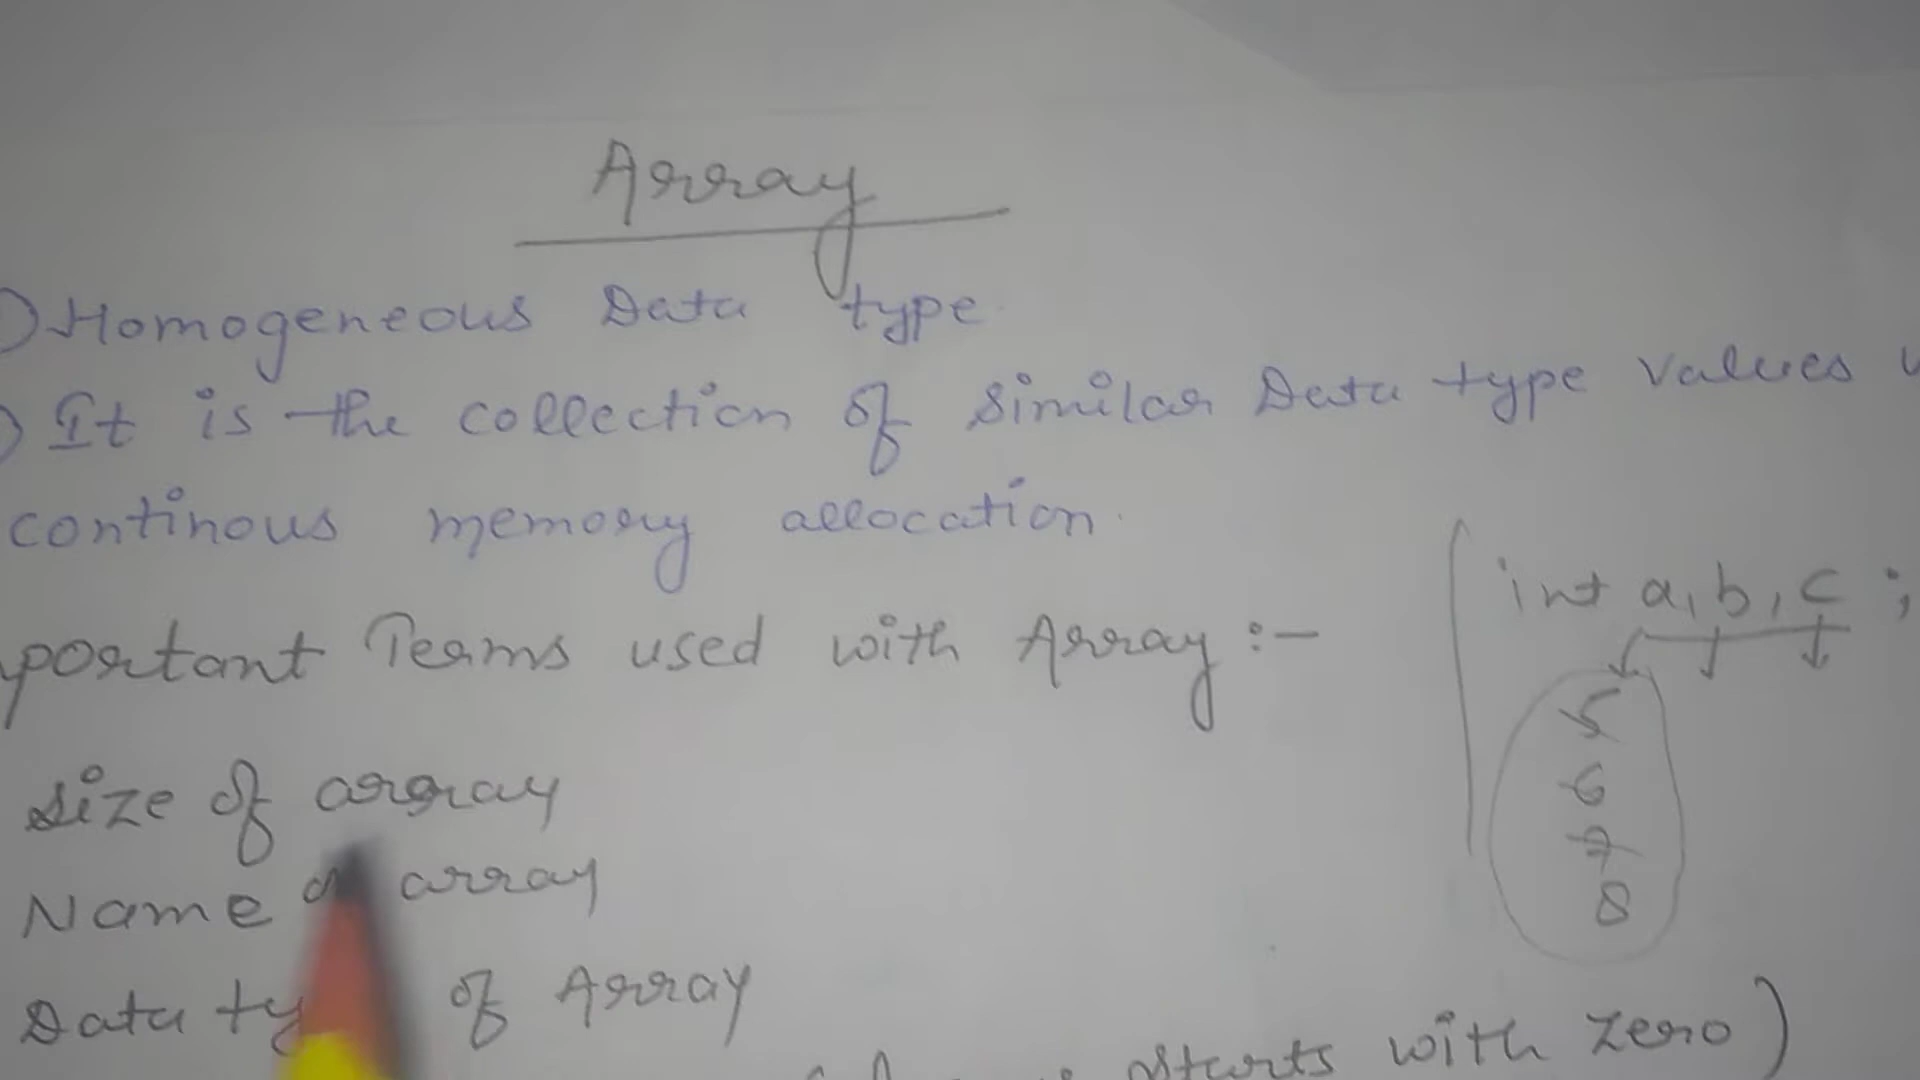 Array
Homogeneous Data type
It is the collection of similar Data type values
continous memory allocation.
portant Terms used with Array :-
int a, b, c ;
5
6
7
8
Size of array
Name array
Data ty of Array
starts with zero)